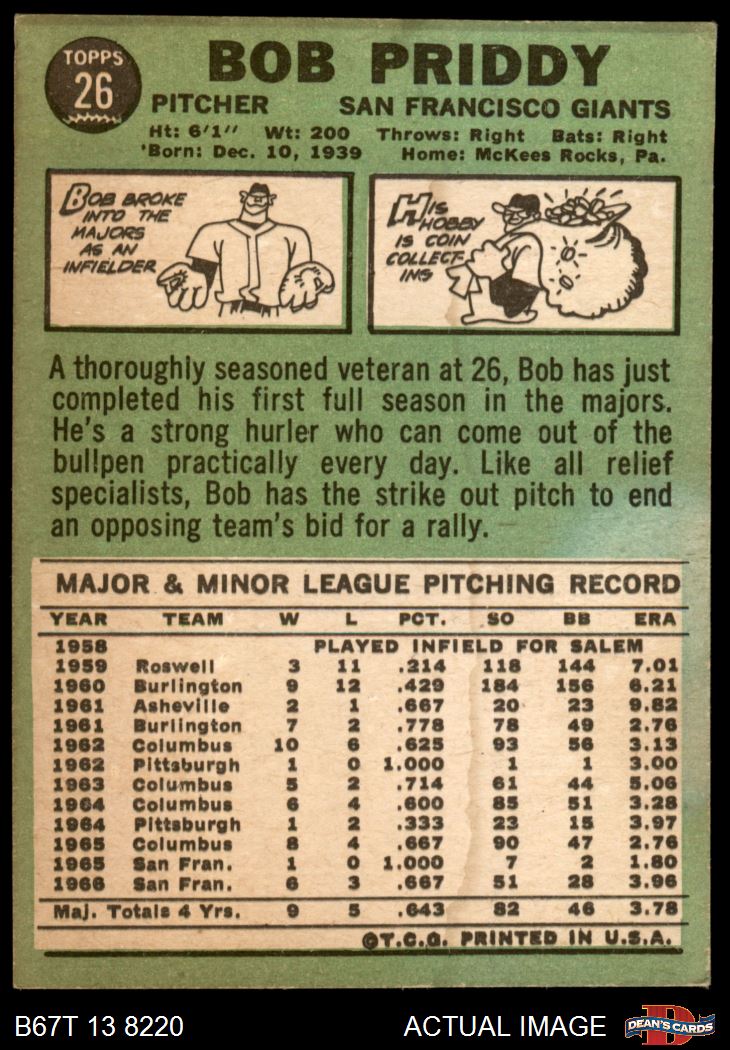 TOPPS
26
BOB PRIDDY
PITCHER SAN FRANCISCO GIANTS
Ht: 6'1" Wt: 200 Throws: Right Bats: Right
Born: Dec. 10, 1939 Home: McKees Rocks, Pa.
BOB BROKE
INTO THE
MAJORS
AS AN
INFIELDER
HIS
HOBBY
IS COIN
COLLECT-
ING
A thoroughly seasoned veteran at 26, Bob has just
completed his first full season in the majors.
He's a strong hurler who can come out of the
bullpen practically every day. Like all relief
specialists, Bob has the strike out pitch to end
an opposing team's bid for a rally.
MAJOR & MINOR LEAGUE PITCHING RECORD
YEAR TEAM W L PCT. SO BB ERA
1958 PLAYED INFIELD FOR SALEM
1959 Roswell 3 11 .214 118 144 7.01
1960 Burlington 9 12 .429 184 156 6.21
1961 Asheville 2 1 .667 20 23 9.82
1961 Burlington 7 2 .778 78 49 2.76
1962 Columbus 10 6 .625 93 56 3.13
1962 Pittsburgh 1 0 1.000 1 1 3.00
1963 Columbus 5 2 .714 61 44 5.06
1964 Columbus 6 4 .600 85 51 3.28
1964 Pittsburgh 1 2 .333 23 15 3.97
1965 Columbus 8 4 .667 90 47 2.76
1965 San Fran. 1 0 1.000 7 2 1.80
1966 San Fran. 6 3 .667 51 28 3.96
Maj. Totals 4 Yrs. 9 5 .643 82 46 3.78
©T.C.G. PRINTED IN U.S.A.
B67T 13 8220 ACTUAL IMAGE
D
DEAN'S CARDS